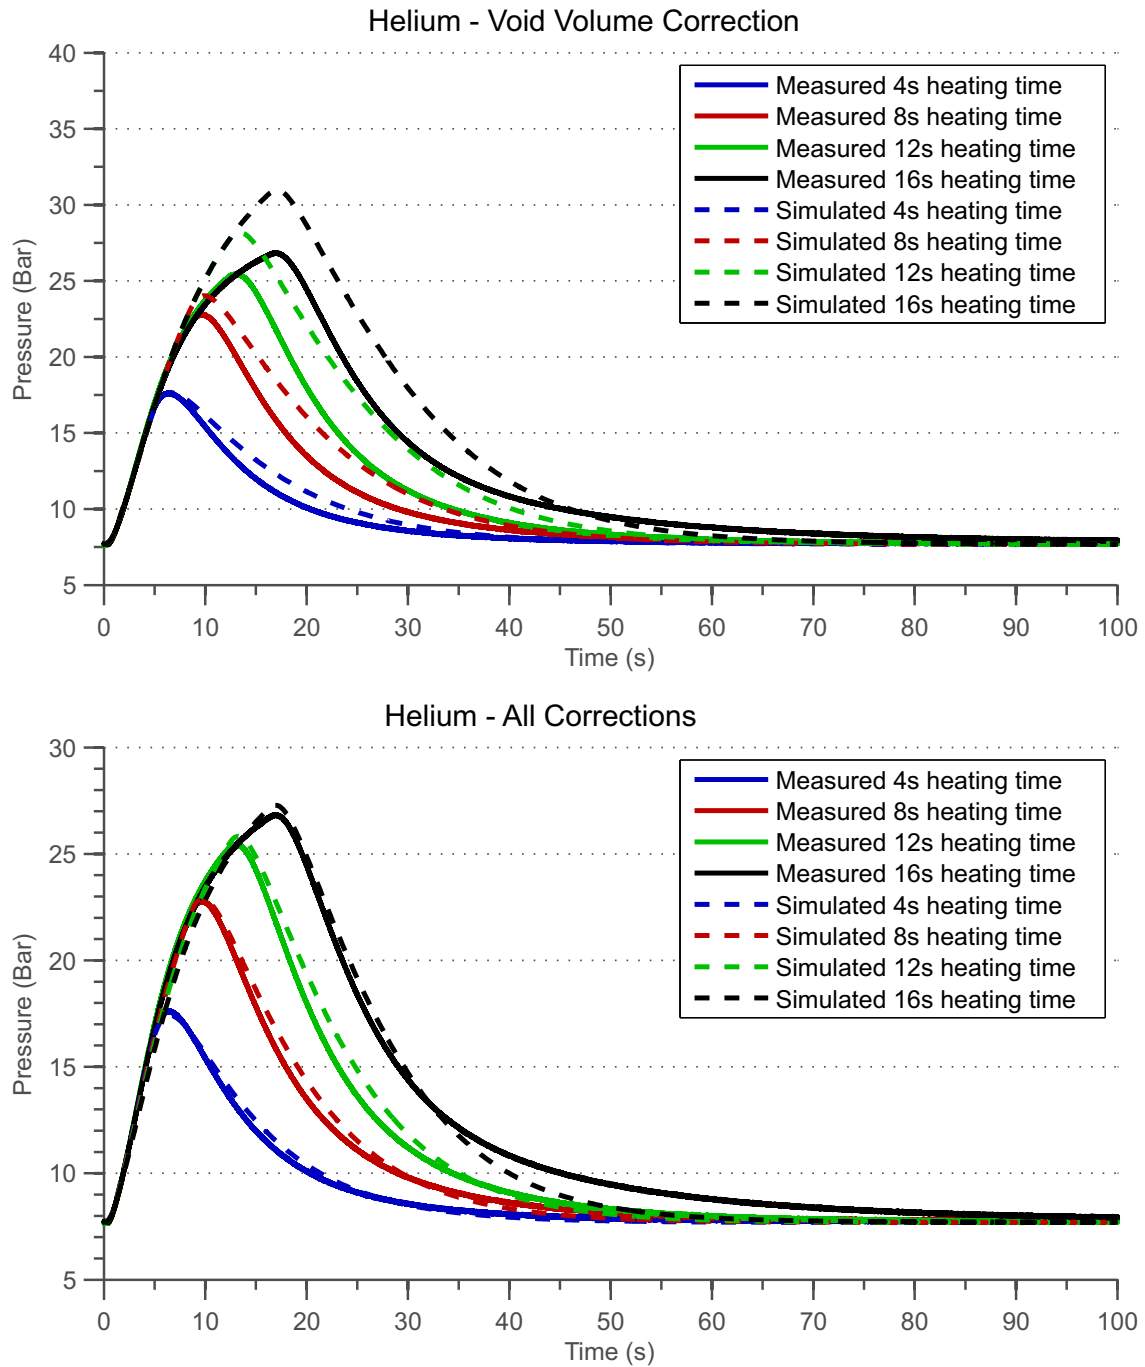 Helium - Void Volume Correction
40
35
30
25
20
15
10
5
Pressure (Bar)
Measured 4s heating time
Measured 8s heating time
Measured 12s heating time
Measured 16s heating time
Simulated 4s heating time
Simulated 8s heating time
Simulated 12s heating time
Simulated 16s heating time
0 10 20 30 40 50 60 70 80 90 100
Time (s)
Helium - All Corrections
30
25
20
15
10
5
Pressure (Bar)
Measured 4s heating time
Measured 8s heating time
Measured 12s heating time
Measured 16s heating time
Simulated 4s heating time
Simulated 8s heating time
Simulated 12s heating time
Simulated 16s heating time
0 10 20 30 40 50 60 70 80 90 100
Time (s)